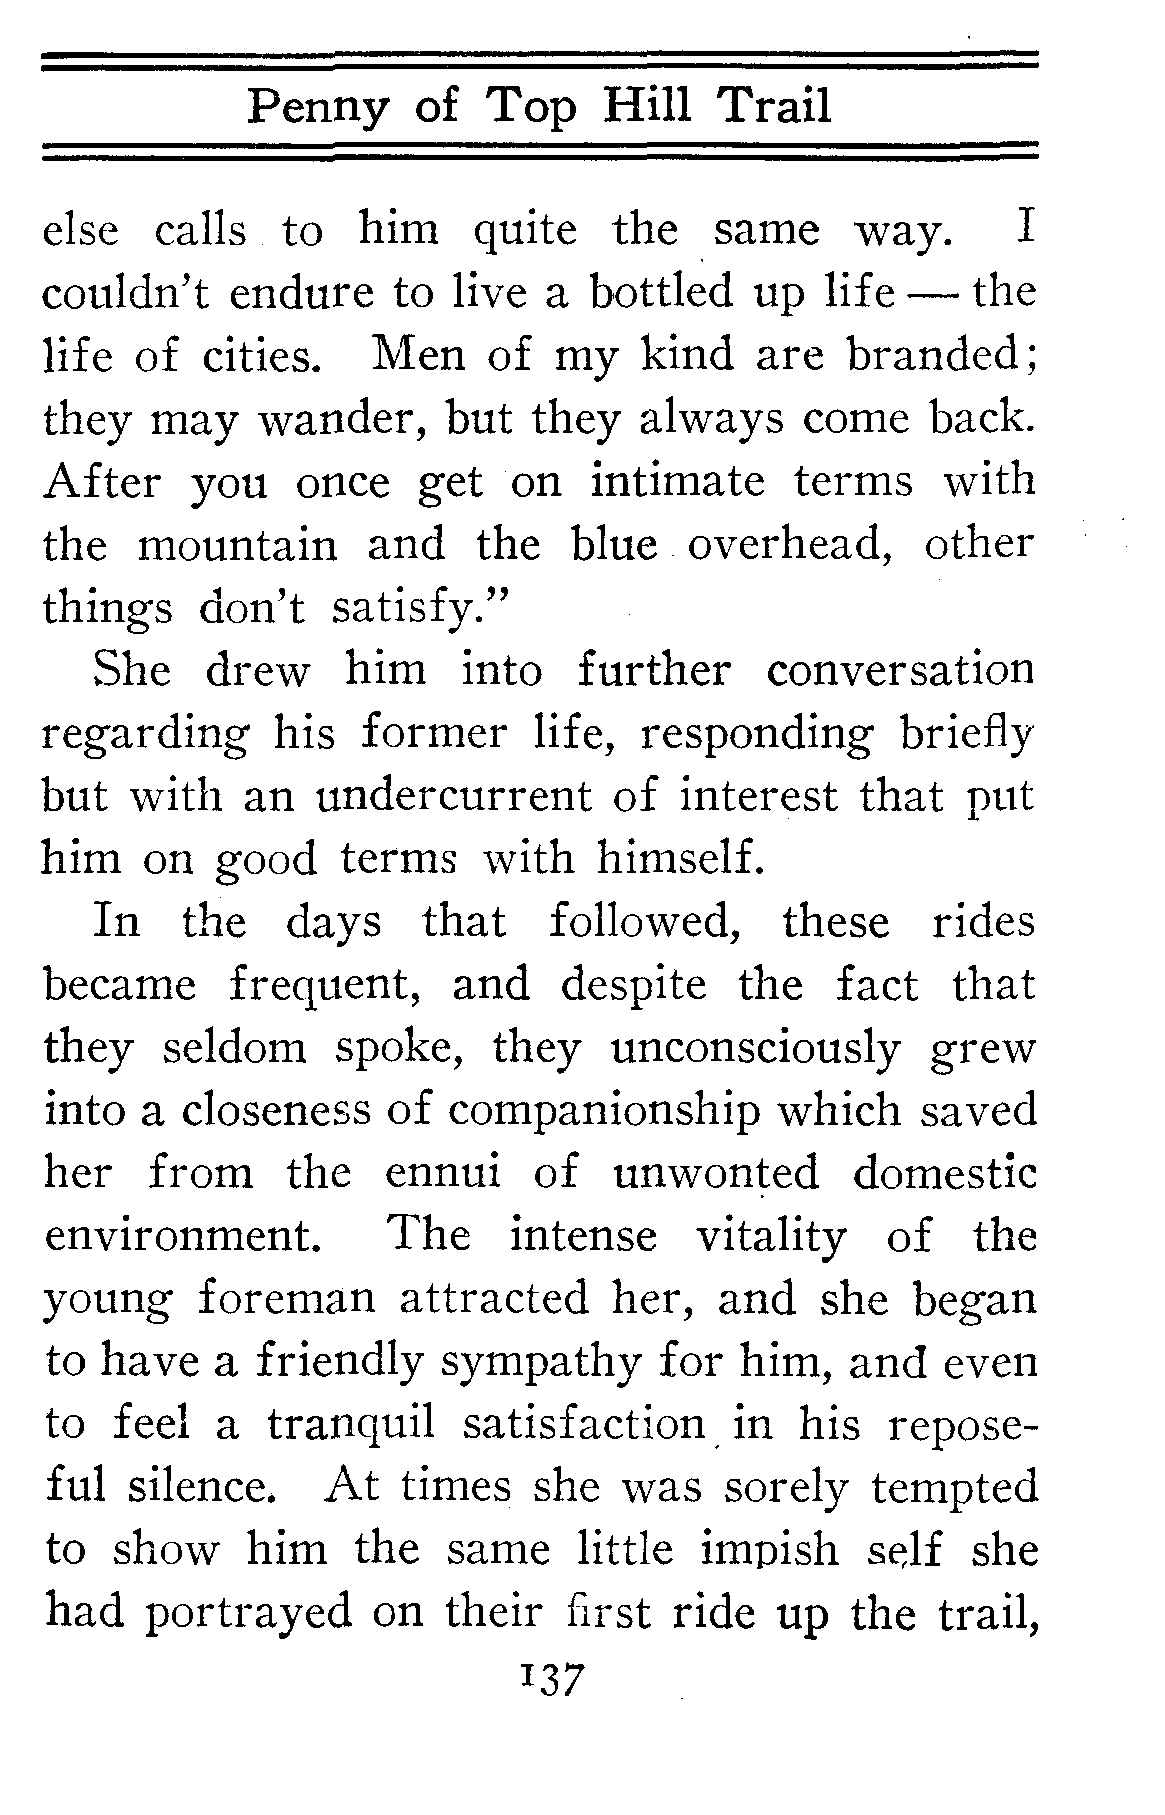 Penny of Top Hill Trail
else calls to him quite the same way. I
couldn't endure to live a bottled up life — the
life of cities. Men of my kind are branded;
they may wander, but they always come back.
After you once get on intimate terms with
the mountain and the blue overhead, other
things don't satisfy."
She drew him into further conversation
regarding his former life, responding briefly
but with an undercurrent of interest that put
him on good terms with himself.
In the days that followed, these rides
became frequent, and despite the fact that
they seldom spoke, they unconsciously grew
into a closeness of companionship which saved
her from the ennui of unwonted domestic
environment. The intense vitality of the
young foreman attracted her, and she began
to have a friendly sympathy for him, and even
to feel a tranquil satisfaction in his repose-
ful silence. At times she was sorely tempted
to show him the same little impish self she
had portrayed on their first ride up the trail,
137